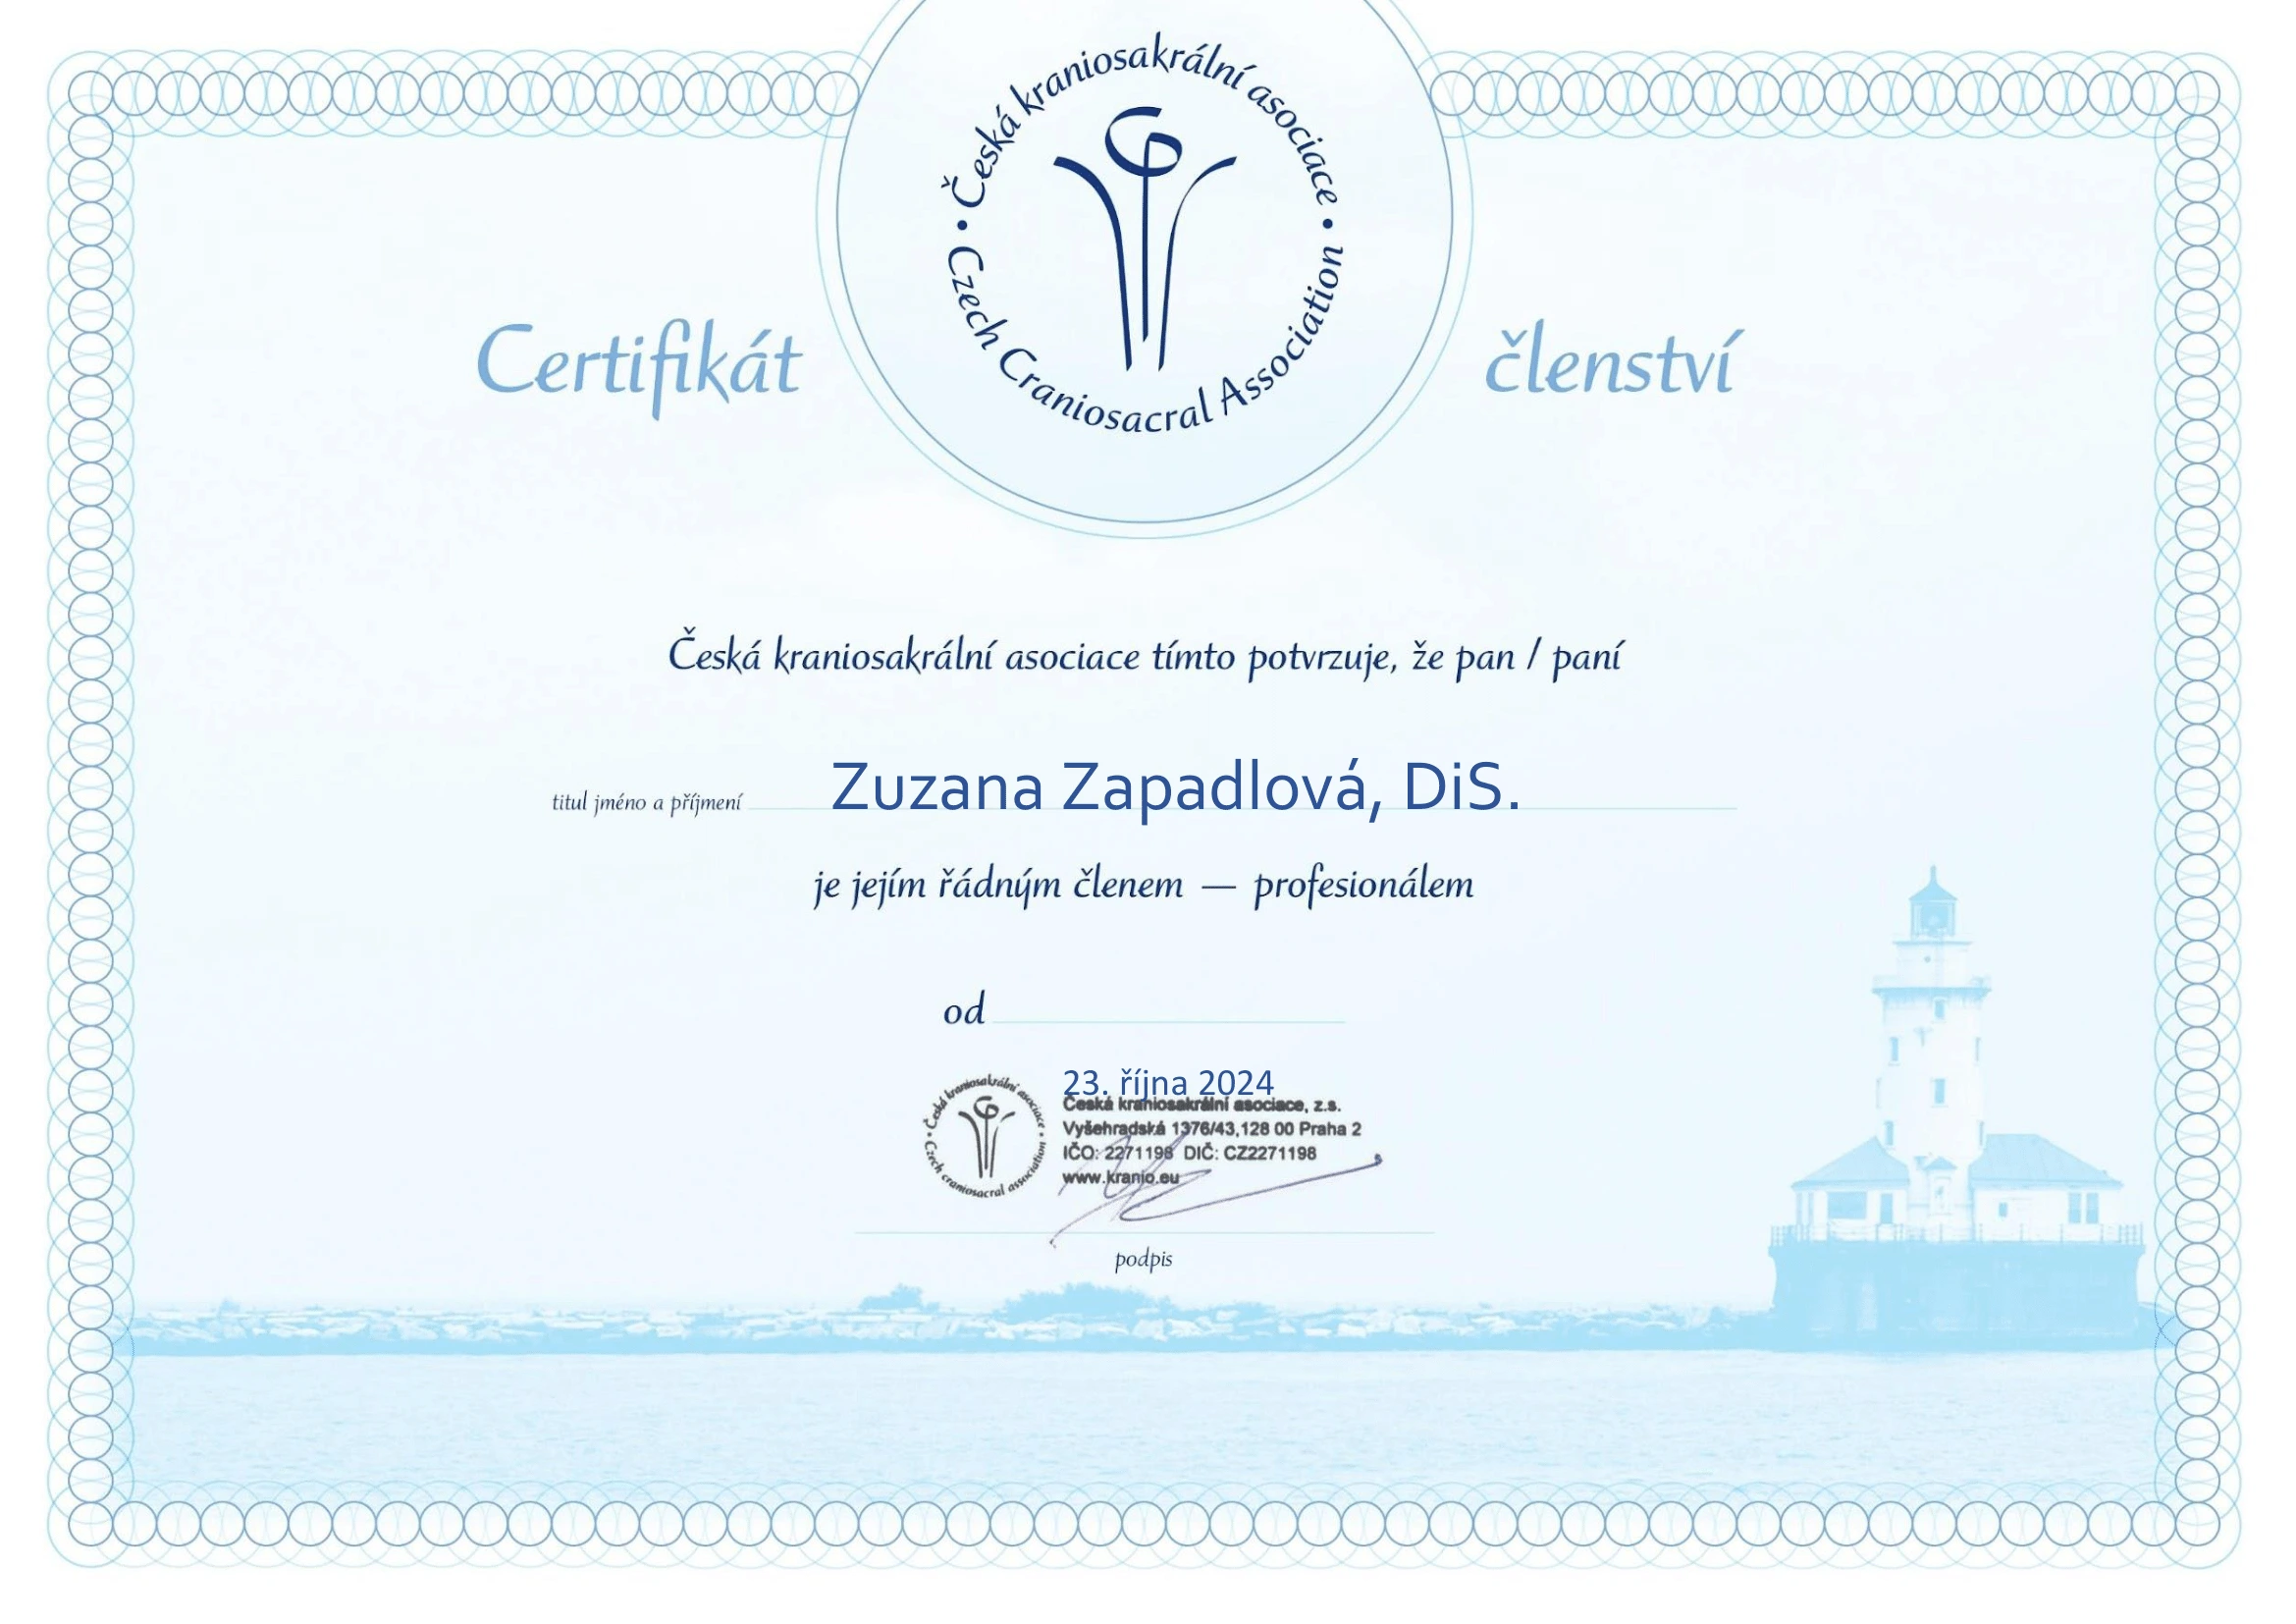 Česká kraniosakrální asociace
Czech Craniosacral Association
Certifikát členství
Česká kraniosakrální asociace tímto potvrzuje, že pan / paní
titul jméno a příjmení Zuzana Zapadlová, DiS.
je jejím řádným členem — profesionálem
od
23. října 2024
Česká kraniosakrální asociace
Czech craniosacral association
Česká kraniosakrální asociace, z.s.
Vyšehradská 1376/43,128 00 Praha 2
IČO: 2271198 DIČ: CZ2271198
www.kranio.eu
podpis